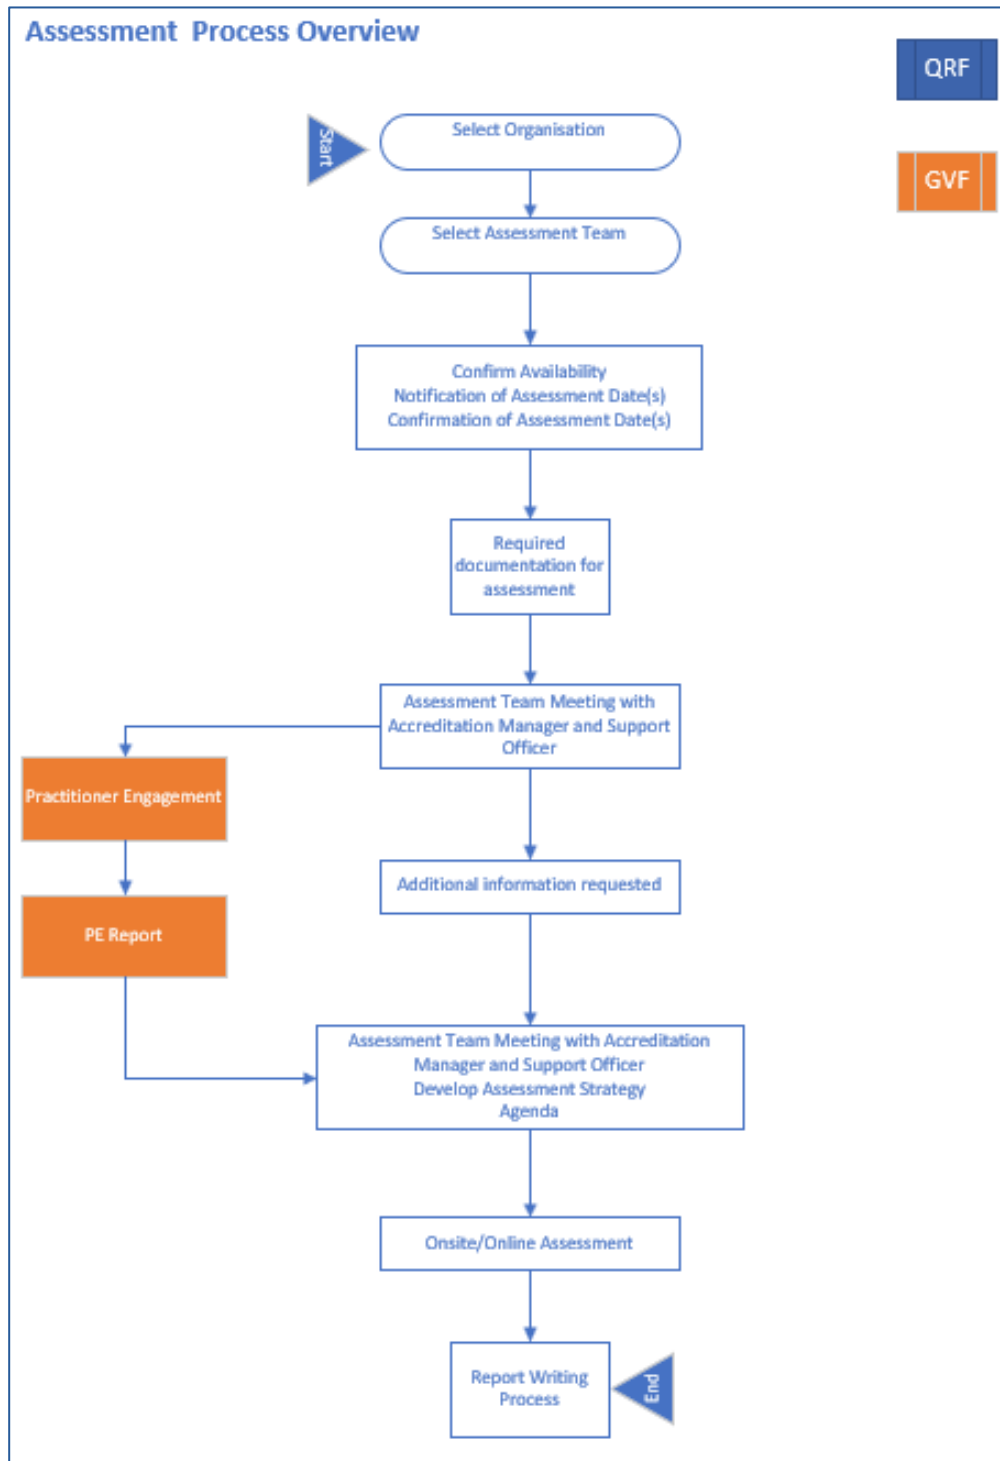 Assessment Process Overview
QRF
GVF
Start
Select Organisation
Select Assessment Team
Confirm Availability
Notification of Assessment Date(s)
Confirmation of Assessment Date(s)
Required
documentation for
assessment
Assessment Team Meeting with
Accreditation Manager and Support
Officer
Practitioner Engagement
Additional information requested
PE Report
Assessment Team Meeting with Accreditation
Manager and Support Officer
Develop Assessment Strategy
Agenda
Onsite/Online Assessment
Report Writing
Process
End